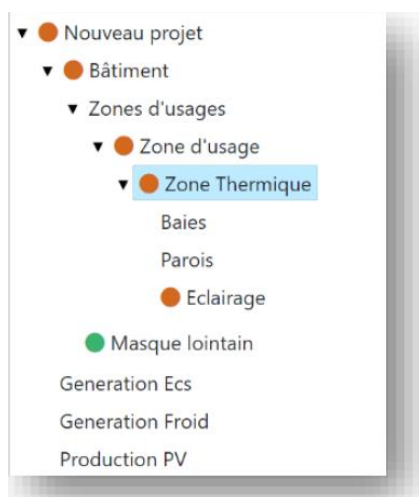 Nouveau projet
Bâtiment
Zones d'usages
Zone d'usage
Zone Thermique
Baies
Parois
Eclairage
Masque lointain
Generation Ecs
Generation Froid
Production PV